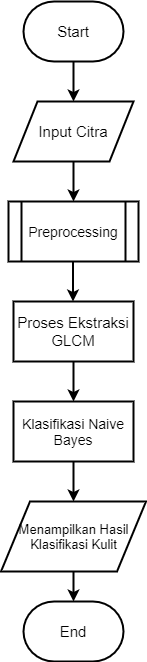 Start
Input Citra
Preprocessing
Proses Ekstraksi
GLCM
Klasifikasi Naive
Bayes
Menampilkan Hasil
Klasifikasi Kulit
End